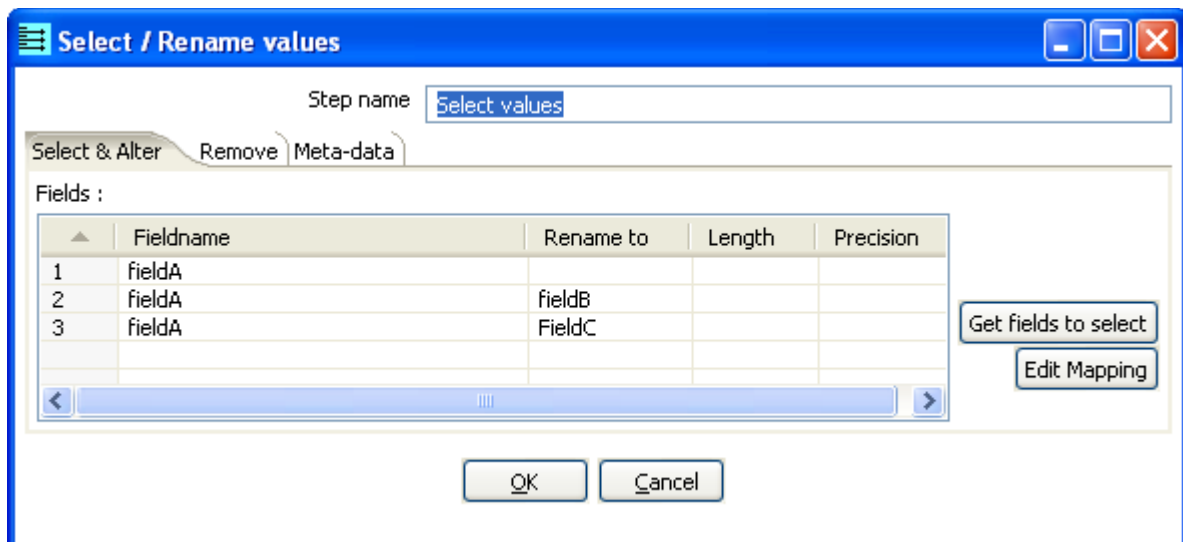 Select / Rename values
Step name Select values
Select & Alter Remove Meta-data
Fields :
Fieldname Rename to Length Precision
1 fieldA
2 fieldA fieldB
3 fieldA FieldC
Get fields to select
Edit Mapping
OK Cancel